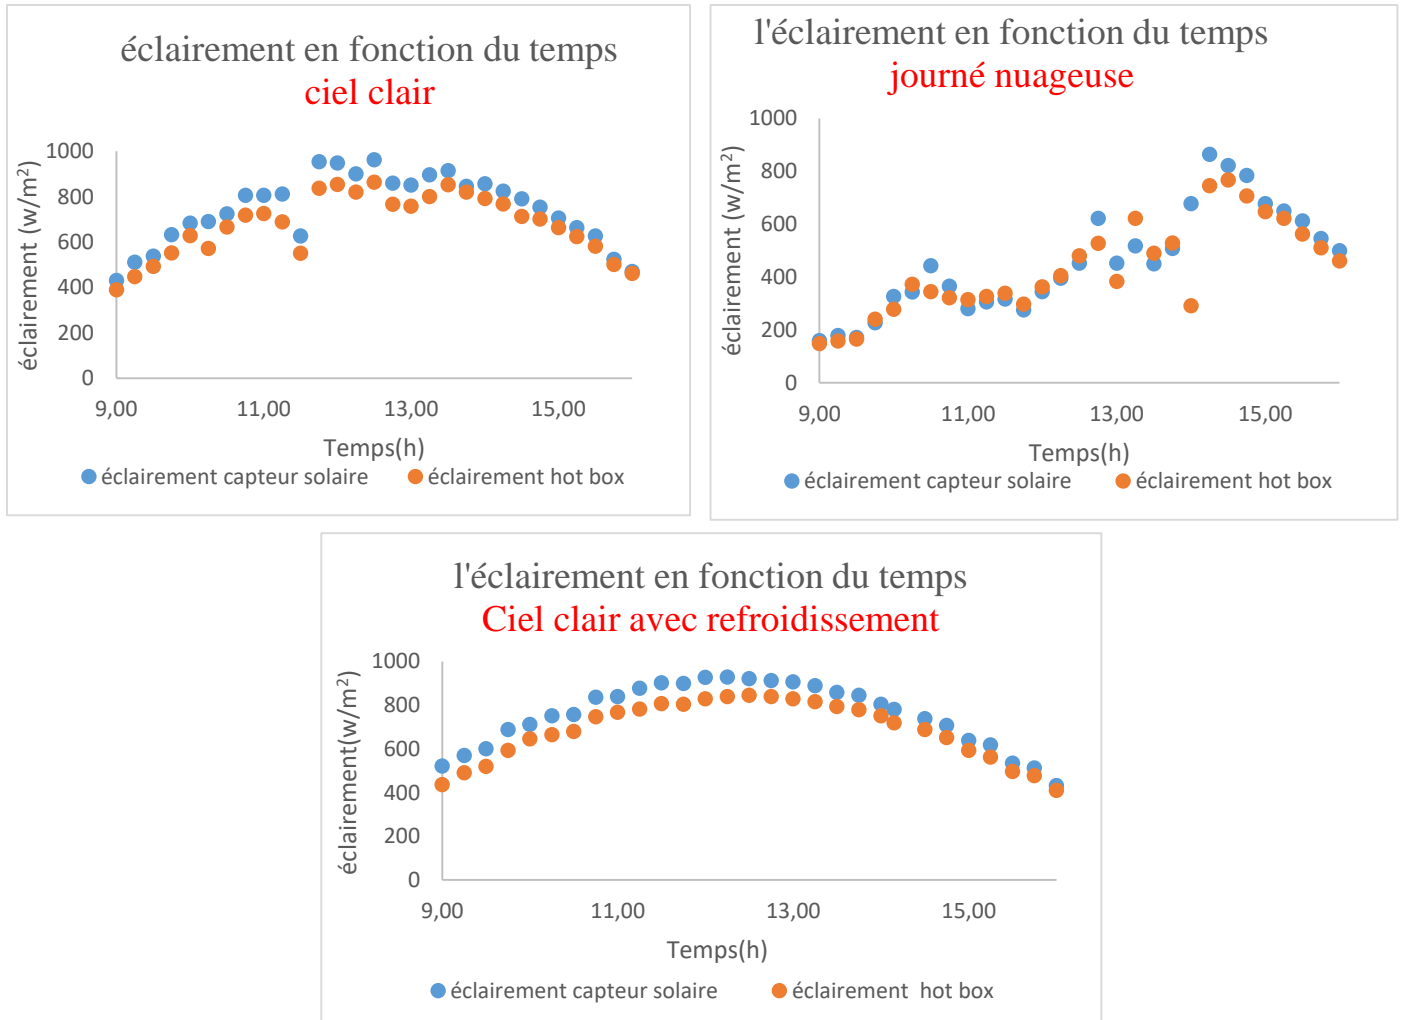 éclairement en fonction du temps
ciel clair
éclairement (w/m²)
1000
800
600
400
200
0
9,00 11,00 13,00 15,00
Temps(h)
éclairement capteur solaire éclairement hot box
l'éclairement en fonction du temps
journé nuageuse
éclairement (w/m²)
1000
800
600
400
200
0
9,00 11,00 13,00 15,00
Temps(h)
éclairement capteur solaire éclairement hot box
l'éclairement en fonction du temps
Ciel clair avec refroidissement
éclairement(w/m²)
1000
800
600
400
200
0
9,00 11,00 13,00 15,00
Temps(h)
éclairement capteur solaire éclairement hot box